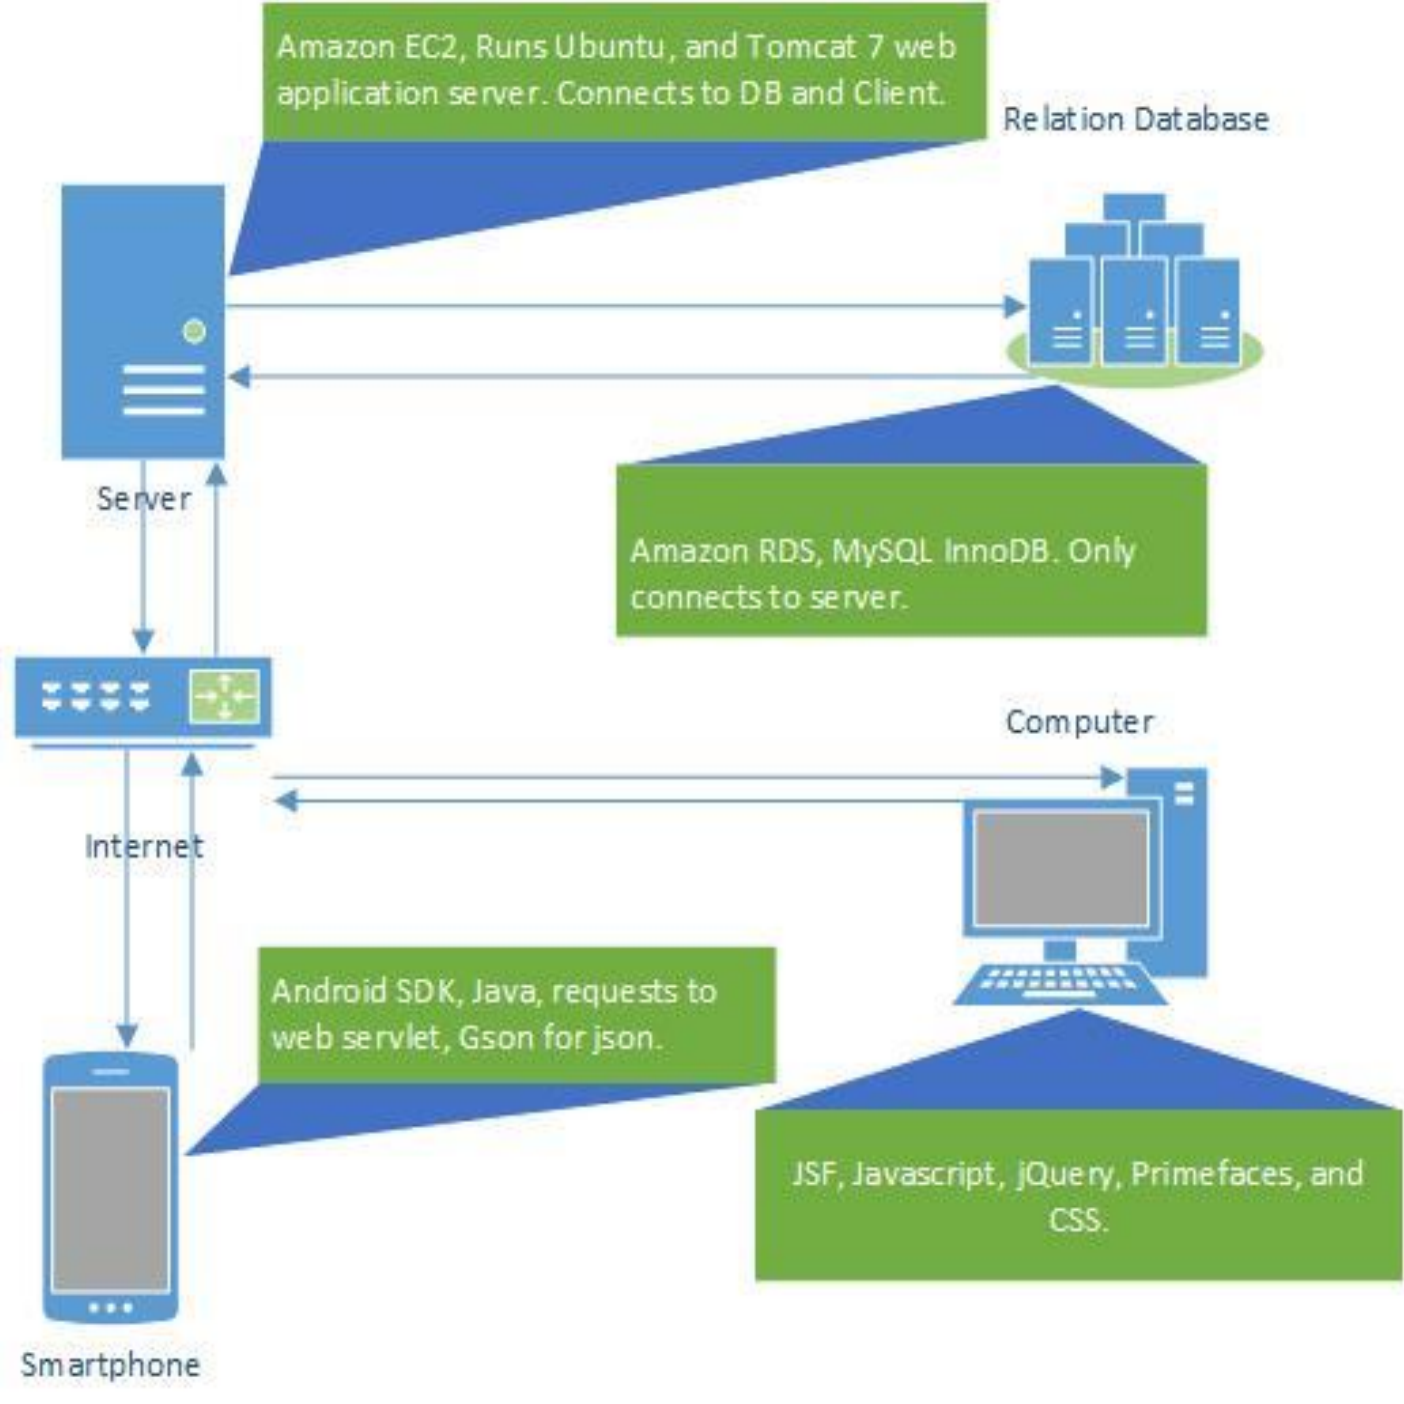 Amazon EC2, Runs Ubuntu, and Tomcat 7 web
application server. Connects to DB and Client.
Relation Database
Server
Amazon RDS, MySQL InnoDB. Only
connects to server.
Computer
Internet
Android SDK, Java, requests to
web servlet, Gson for json.
JSF, Javascript, jQuery, Primefaces, and
CSS.
Smartphone